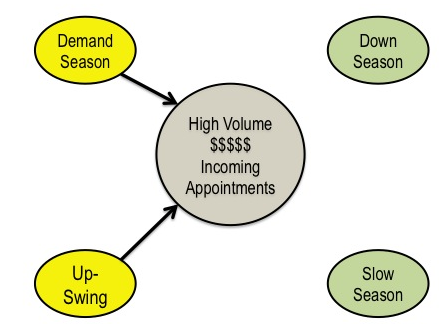 Demand
Season
Down
Season
High Volume
$$$$$
Incoming
Appointments
Up-
Swing
Slow
Season